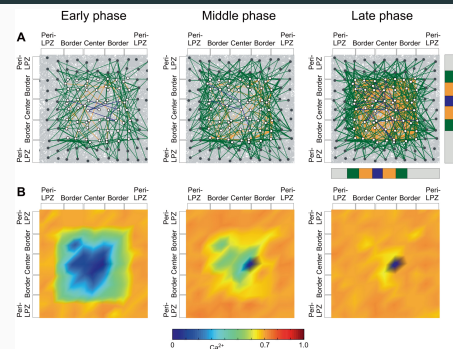 Early phase Middle phase Late phase
A
Peri- Peri- Peri- Peri- Peri- Peri-
LPZ Border Center Border LPZ LPZ Border Center Border LPZ LPZ Border Center Border LPZ
Peri-
LPZ Border Center Border Peri-
LPZ
Peri-
LPZ Border Center Border Peri-
LPZ
Peri-
LPZ Border Center Border Peri-
LPZ
B
Peri- Peri- Peri- Peri- Peri- Peri-
LPZ Border Center Border LPZ LPZ Border Center Border LPZ LPZ Border Center Border LPZ
Peri-
LPZ Border Center Border Peri-
LPZ
Peri-
LPZ Border Center Border Peri-
LPZ
Peri-
LPZ Border Center Border Peri-
LPZ
0 Ca2+ 0.7 1.0